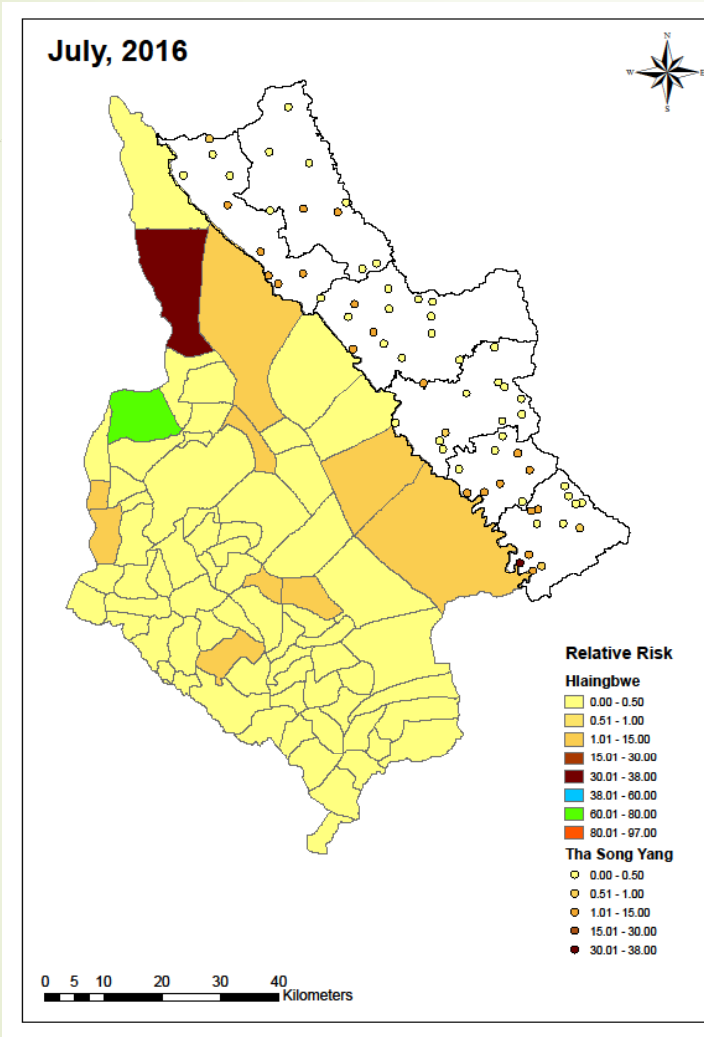 July, 2016
N
W
E
S
Relative Risk
Hlaingbwe
0.00 - 0.50
0.51 - 1.00
1.01 - 15.00
15.01 - 30.00
30.01 - 38.00
38.01 - 60.00
60.01 - 80.00
80.01 - 97.00
Tha Song Yang
0.00 - 0.50
0.51 - 1.00
1.01 - 15.00
15.01 - 30.00
30.01 - 38.00
0 5 10 20 30 40
Kilometers